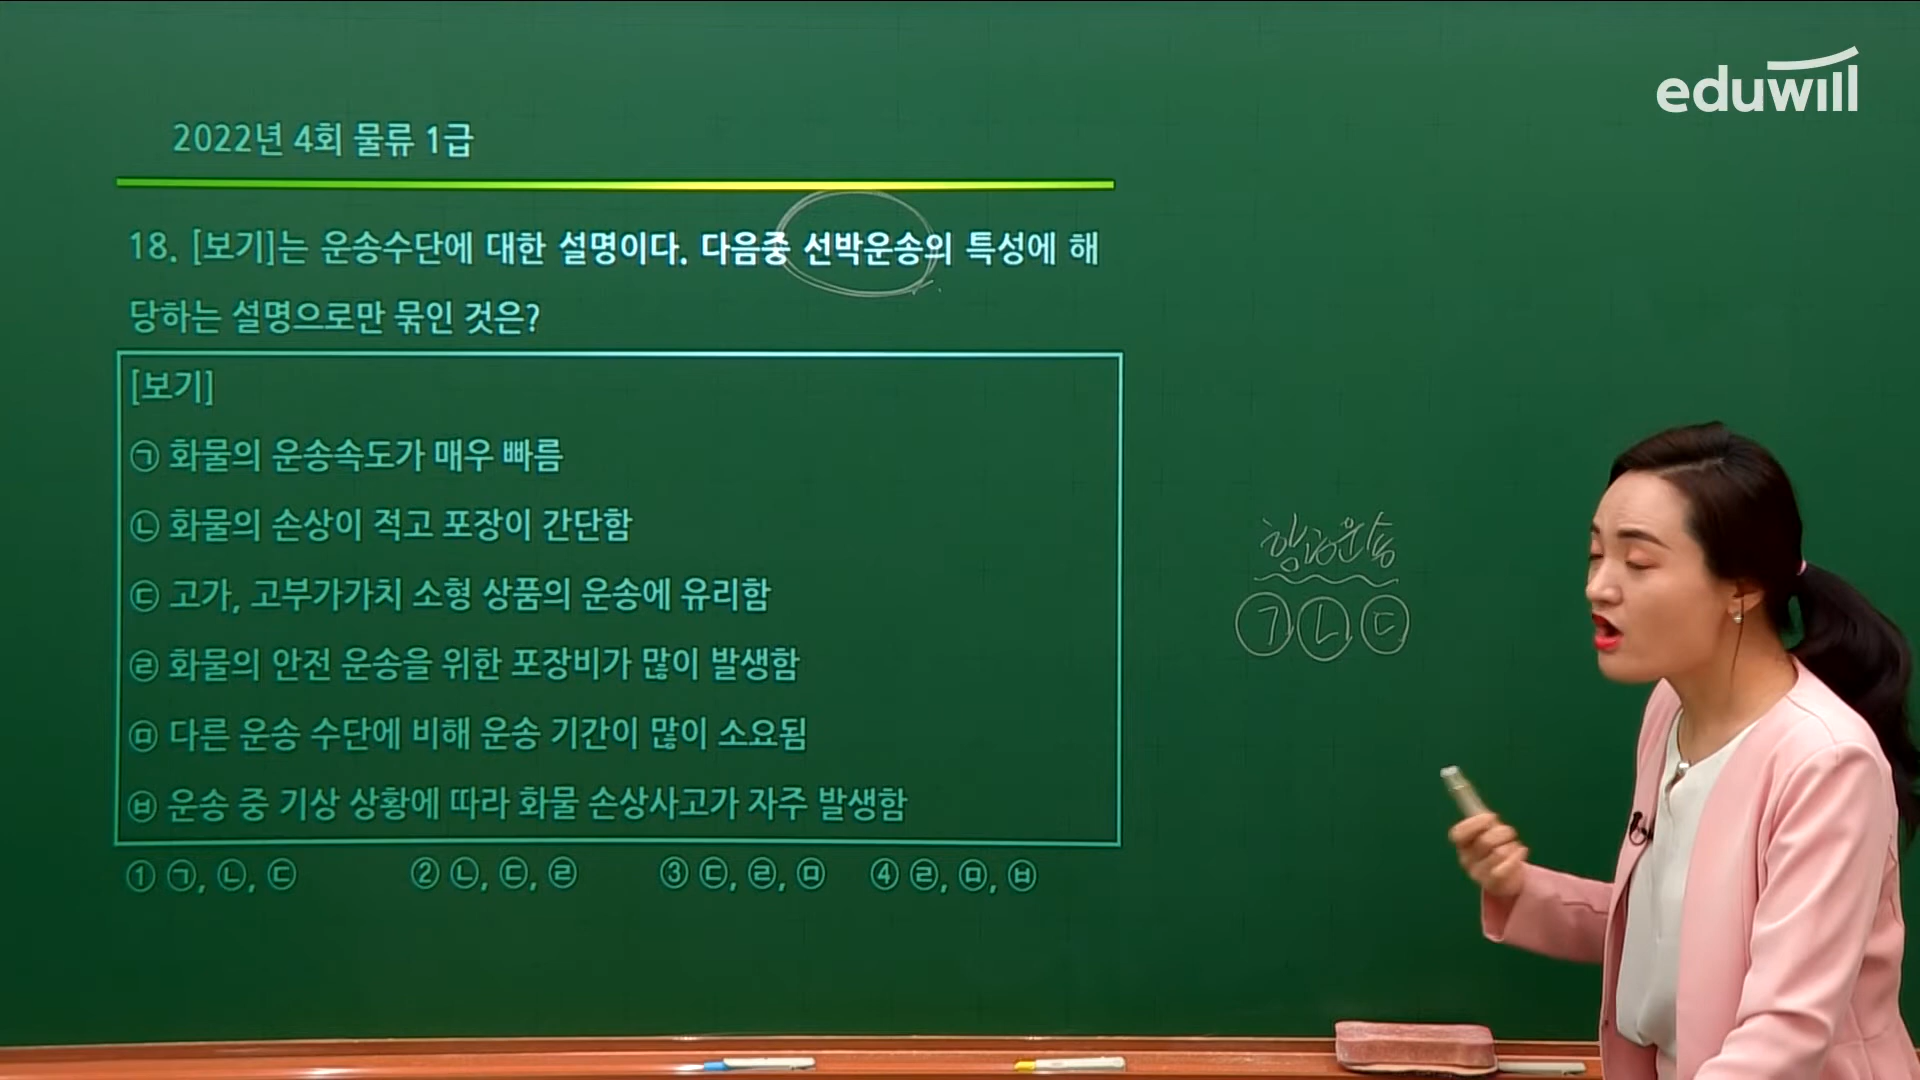 eduwill
2022년 4회 물류 1급
18. [보기]는 운송수단에 대한 설명이다. 다음중 선박운송의 특성에 해
당하는 설명으로만 묶인 것은?
[보기]
㉠ 화물의 운송속도가 매우 빠름
㉡ 화물의 손상이 적고 포장이 간단함
㉢ 고가, 고부가가치 소형 상품의 운송에 유리함
㉣ 화물의 안전 운송을 위한 포장비가 많이 발생함
㉤ 다른 운송 수단에 비해 운송 기간이 많이 소요됨
㉥ 운송 중 기상 상황에 따라 화물 손상사고가 자주 발생함
① ㉠, ㉡, ㉢ ② ㉡, ㉢, ㉣ ③ ㉢, ㉣, ㉤ ④ ㉣, ㉤, ㉥
항공운송
㉠ ㉡ ㉢